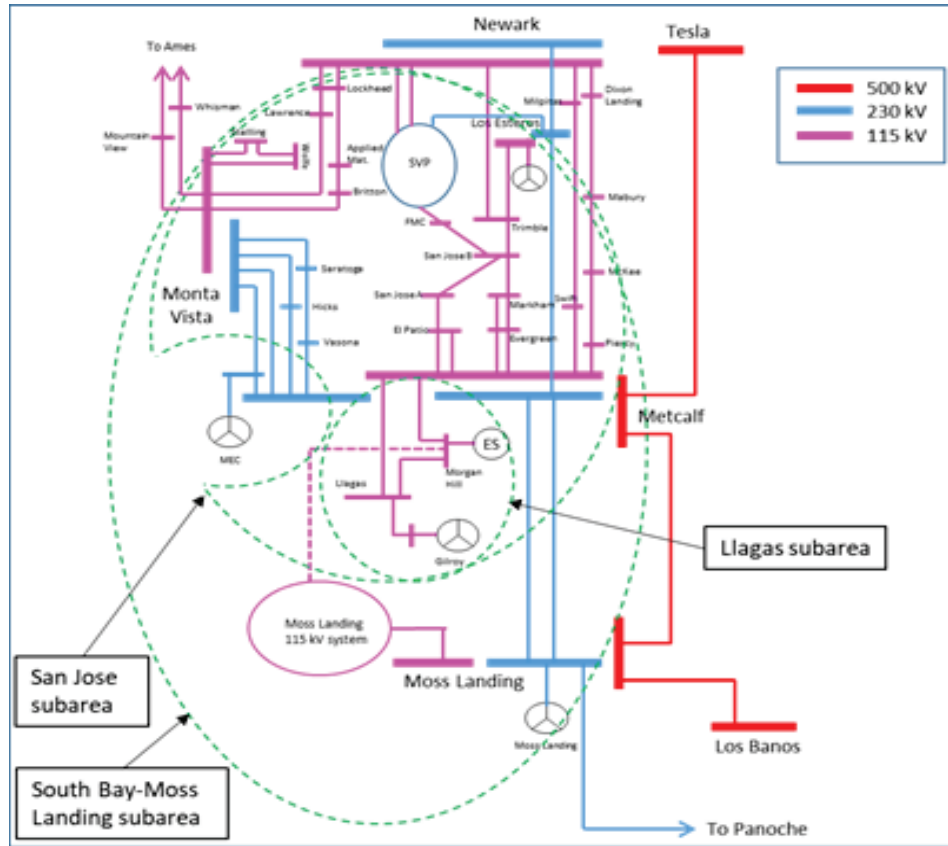 Newark
Tesla
To Ames
500 kV
230 kV
115 kV
Lockheed
Whisman
Lawrence
Milpitas
Dixon
Landing
Los Esteros
Mountain
View
Stelling
Wolfe
Applied
Mat.
SVP
Britton
Mabury
FMC
Trimble
San Jose B
Saratoga
McKee
Monta
Vista
San Jose A
Hicks
Markham
Swift
El Patio
Evergreen
Vasona
Piercy
Metcalf
MEC
ES
Morgan
Hill
Llagas
Llagas subarea
Gilroy
Moss Landing
115 kV system
San Jose
subarea
Moss Landing
Moss Landing
Los Banos
South Bay-Moss
Landing subarea
To Panoche